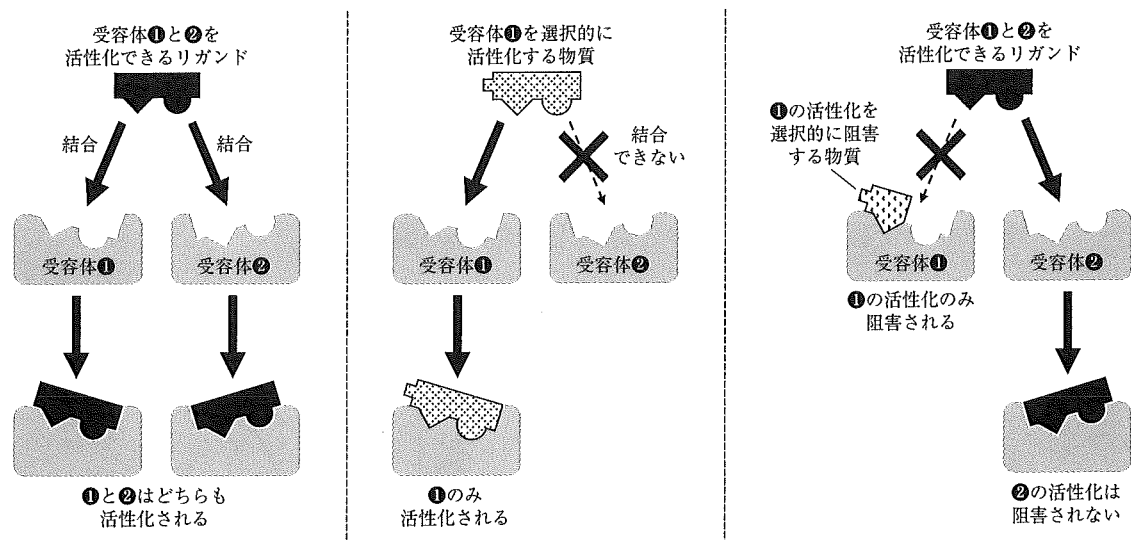 受容体❶と❷を
活性化できるリガンド
結合
結合
受容体❶
受容体❷
❶と❷はどちらも
活性化される
受容体❶を選択的に
活性化する物質
結合
できない
受容体❶
受容体❷
❶のみ
活性化される
受容体❶と❷を
活性化できるリガンド
❶の活性化を
選択的に阻害
する物質
受容体❶
受容体❷
❶の活性化のみ
阻害される
❷の活性化は
阻害されない